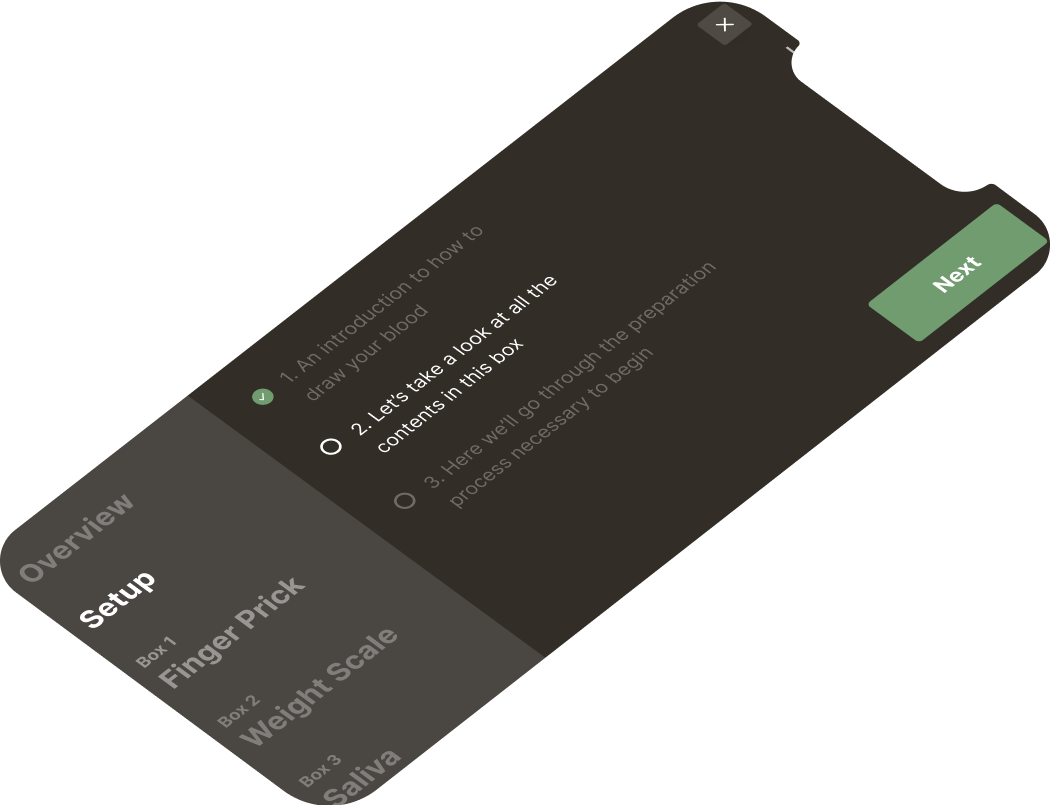 Overview
Setup
Box 1
Finger Prick
Box 2
Weight Scale
Box 3
Saliva
1. An introduction to how to
draw your blood
2. Let's take a look at all the
contents in this box
3. Here we'll go through the preparation
process necessary to begin
Next